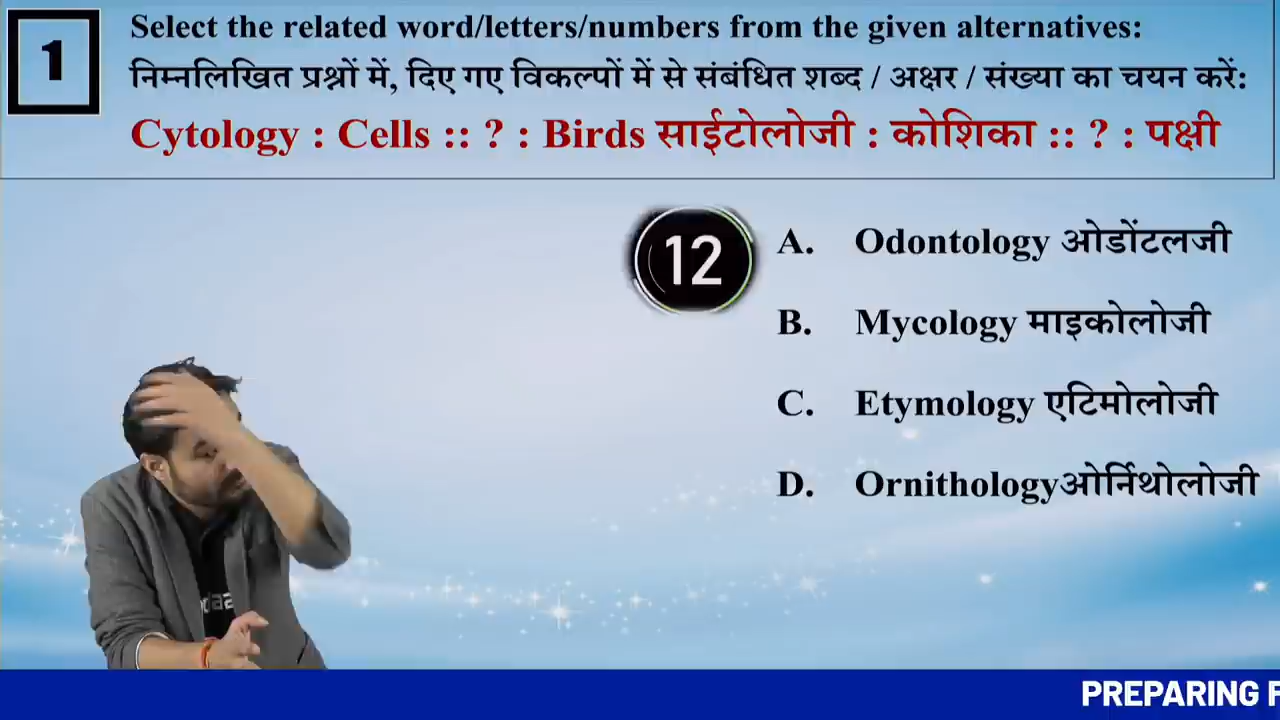 1
Select the related word/letters/numbers from the given alternatives:
निम्नलिखित प्रश्नों में, दिए गए विकल्पों में से संबंधित शब्द / अक्षर / संख्या का चयन करें:
Cytology : Cells :: ? : Birds साईटोलोजी : कोशिका :: ? : पक्षी
12
A. Odontology ओडोंटलजी
B. Mycology माइकोलोजी
C. Etymology एटिमोलोजी
D. Ornithologyओर्निथोलोजी
PREPARING F